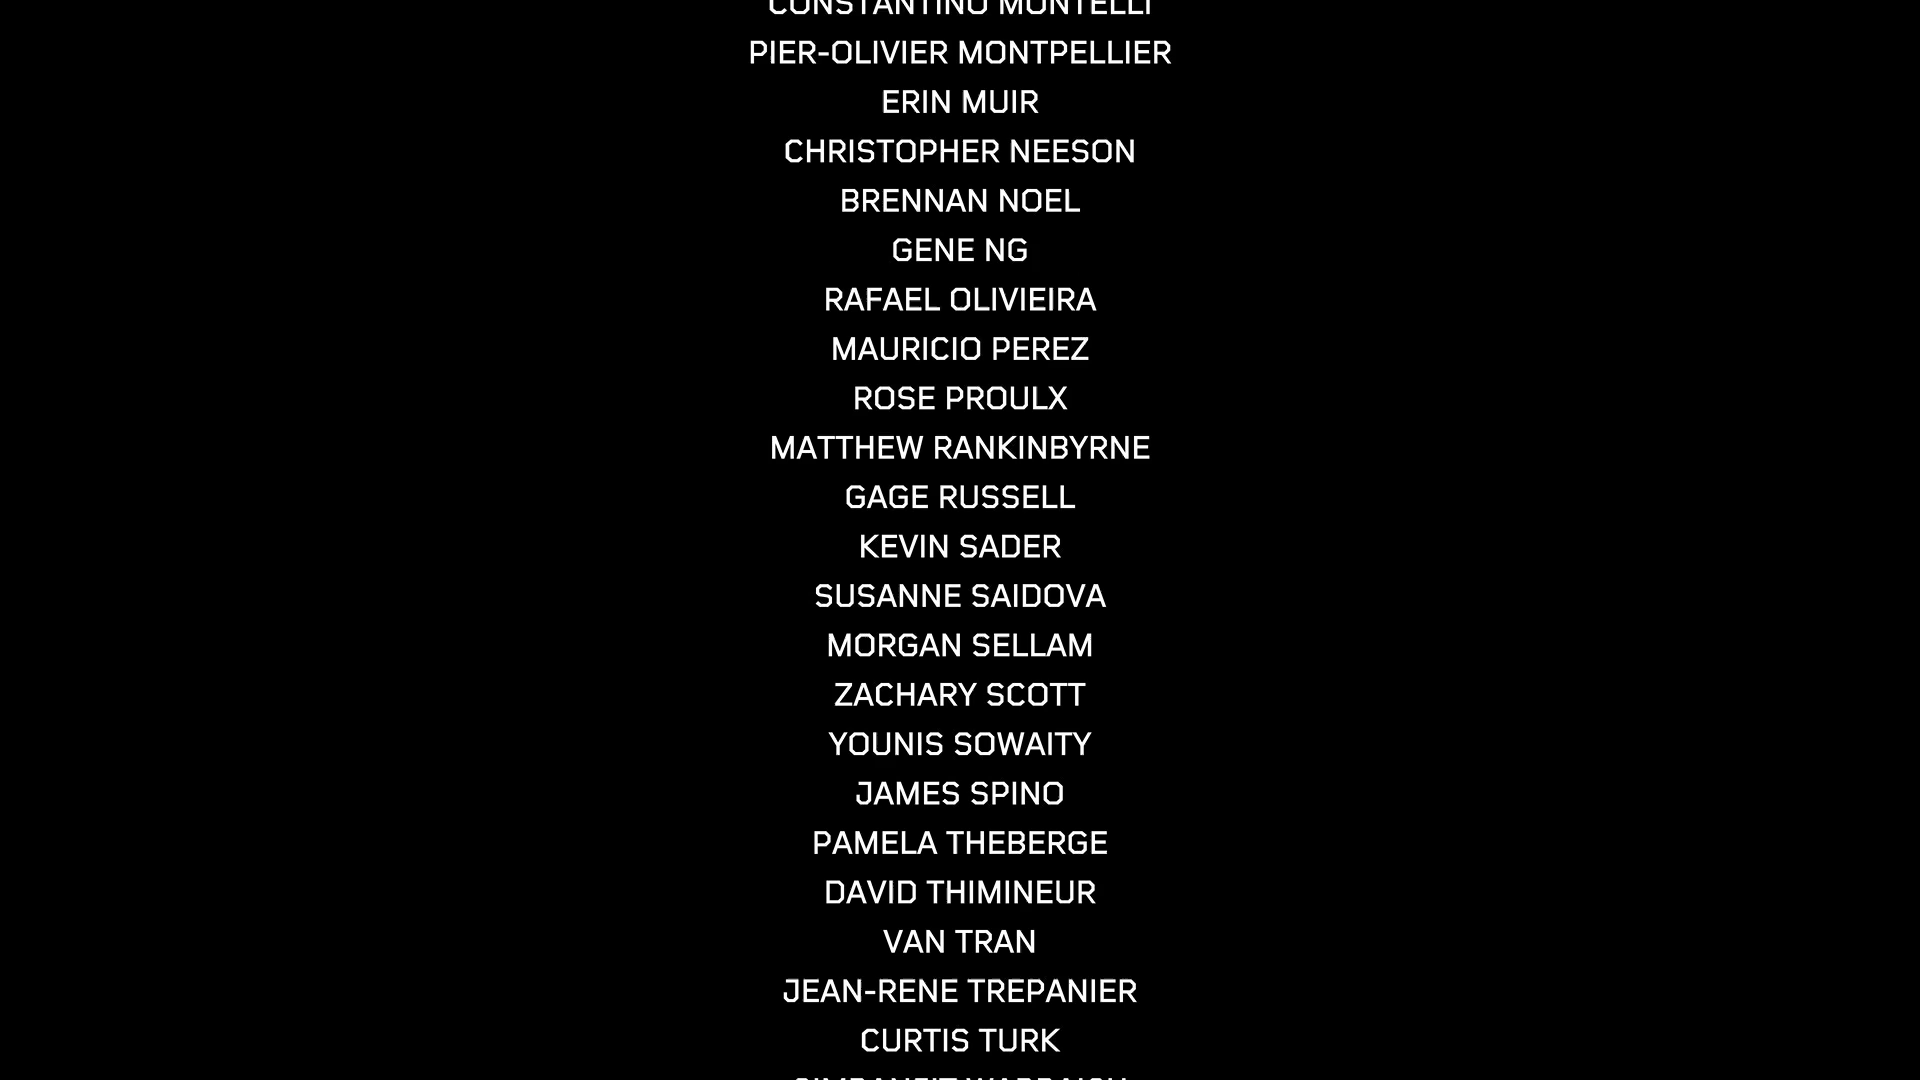 CONSTANTINO MONTELLI
PIER-OLIVIER MONTPELLIER
ERIN MUIR
CHRISTOPHER NEESON
BRENNAN NOEL
GENE NG
RAFAEL OLIVIEIRA
MAURICIO PEREZ
ROSE PROULX
MATTHEW RANKINBYRNE
GAGE RUSSELL
KEVIN SADER
SUSANNE SAIDOVA
MORGAN SELLAM
ZACHARY SCOTT
YOUNIS SOWAITY
JAMES SPINO
PAMELA THEBERGE
DAVID THIMINEUR
VAN TRAN
JEAN-RENE TREPANIER
CURTIS TURK